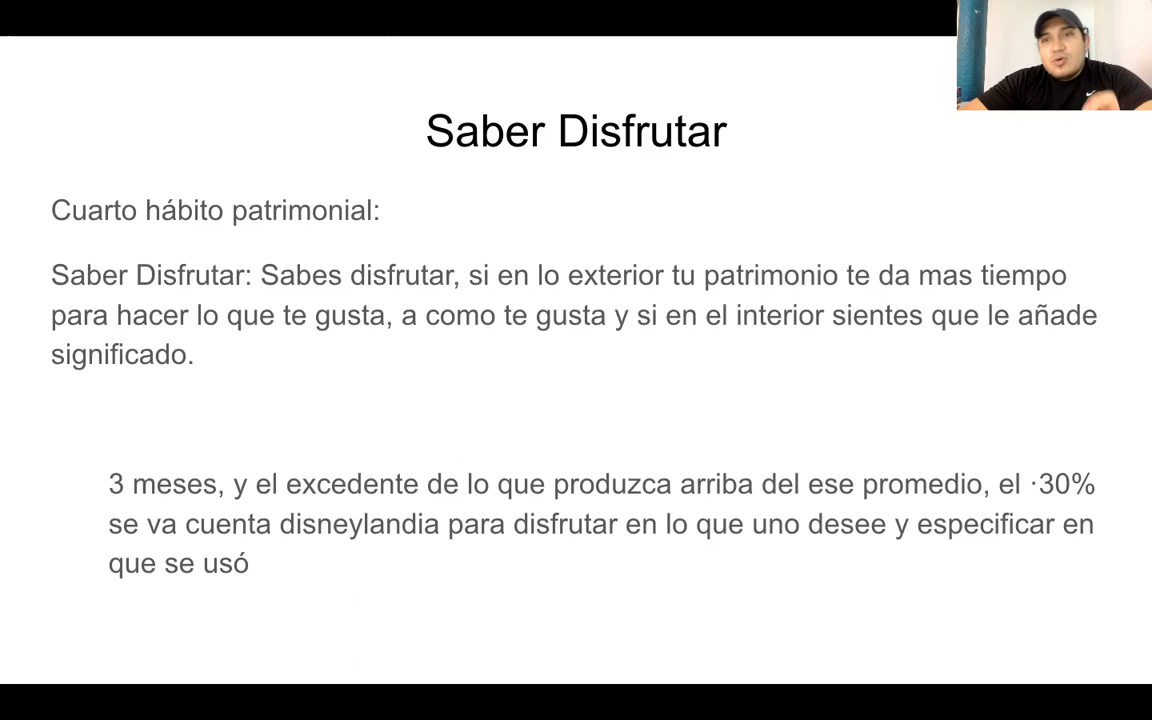 Saber Disfrutar
Cuarto hábito patrimonial:
Saber Disfrutar: Sabes disfrutar, si en lo exterior tu patrimonio te da mas tiempo
para hacer lo que te gusta, a como te gusta y si en el interior sientes que le añade
significado.
3 meses, y el excedente de lo que produzca arriba del ese promedio, el ·30%
se va cuenta disneylandia para disfrutar en lo que uno desee y especificar en
que se usó